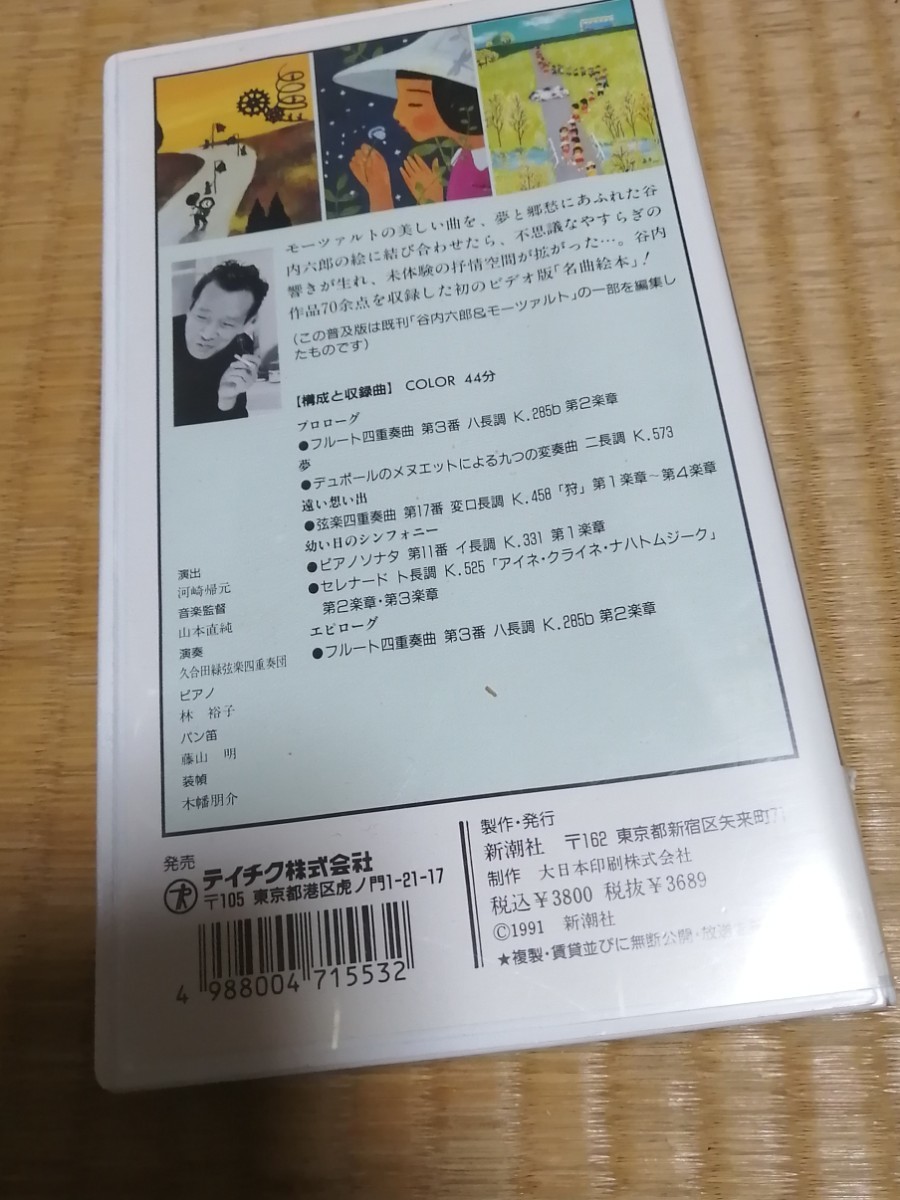 モーツァルトの美しい曲を、夢と郷愁にあふれた谷
内六郎の絵に結び合わせたら、不思議なやすらぎの
響きが生れ、未体験の抒情空間が拡がった…。谷内
作品70余点を収録した初のビデオ版「名曲絵本」！
（この普及版は既刊「谷内六郎&モーツァルト」の一部を編集し
たものです）
【構成と収録曲】 COLOR 44分
プロローグ
●フルート四重奏曲 第3番 ハ長調 K.285b 第2楽章
夢
●デュポールのメヌエットによる九つの変奏曲 ニ長調 K.573
遠い想い出
●弦楽四重奏曲 第17番 変ロ長調 K.458「狩」第1楽章～第4楽章
幼い日のシンフォニー
●ピアノソナタ 第11番 イ長調 K.331 第1楽章
●セレナード ト長調 K.525「アイネ・クライネ・ナハトムジーク」
第2楽章・第3楽章
エピローグ
●フルート四重奏曲 第3番 ハ長調 K.285b 第2楽章
演出
河崎帰元
音楽監督
山本直純
演奏
久合田緑弦楽四重奏団
ピアノ
林 裕子
パン笛
藤山 明
装幀
木幡朋介
発売
テイチク株式会社
〒105 東京都港区虎ノ門1-21-17
4 988004 715532
製作・発行
新潮社 〒162 東京都新宿区矢来町
制作 大日本印刷株式会社
税込¥3800 税抜¥3689
©1991 新潮社
★複製・賃貸並びに無断公開・放送